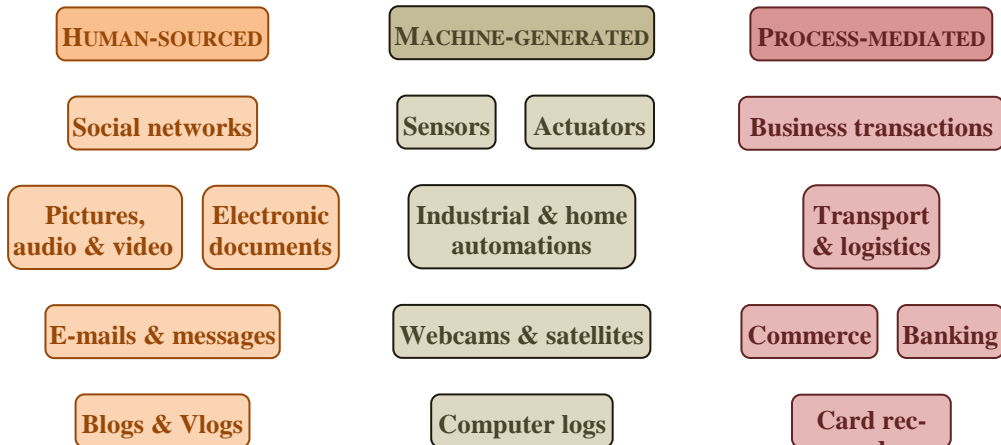 HUMAN-SOURCED
MACHINE-GENERATED
PROCESS-MEDIATED
Social networks
Sensors
Actuators
Business transactions
Pictures,
audio & video
Electronic
documents
Industrial & home
automations
Transport
& logistics
E-mails & messages
Webcams & satellites
Commerce
Banking
Blogs & Vlogs
Computer logs
Card rec-